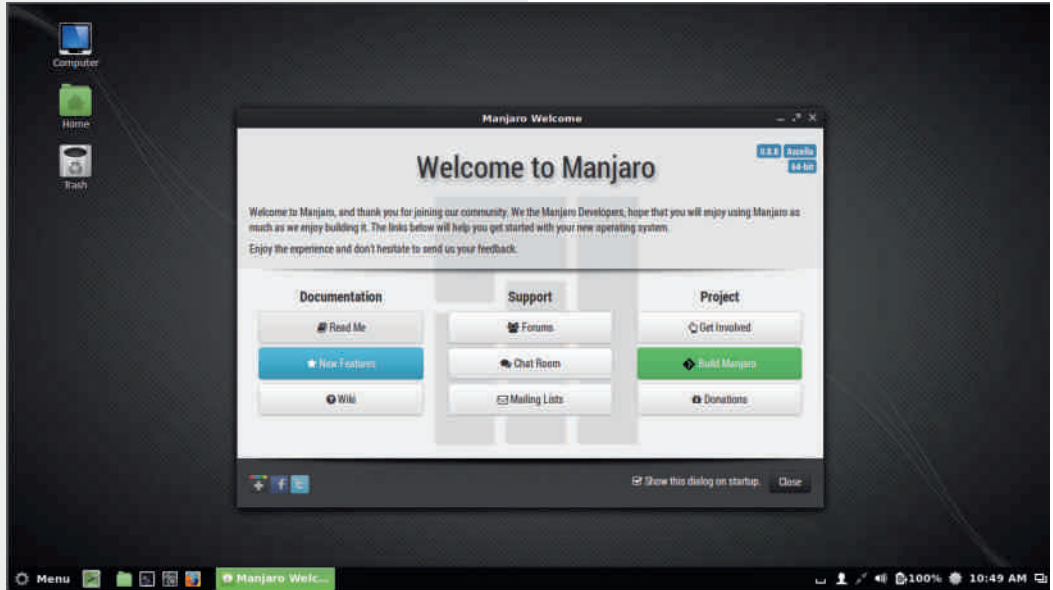 Computer
Home
Trash
Manjaro Welcome
Welcome to Manjaro
0.8.8 Ascella
64-bit
Welcome to Manjaro, and thank you for joining our community. We the Manjaro Developers, hope that you will enjoy using Manjaro as
much as we enjoy building it. The links below will help you get started with your new operating system.
Enjoy the experience and don't hesitate to send us your feedback.
Documentation
Support
Project
Read Me
Forums
Get Involved
New Features
Chat Room
Build Manjaro
Wiki
Mailing Lists
Donations
Show this dialog on startup.
Close
Menu
Manjaro Welc...
100%
10:49 AM